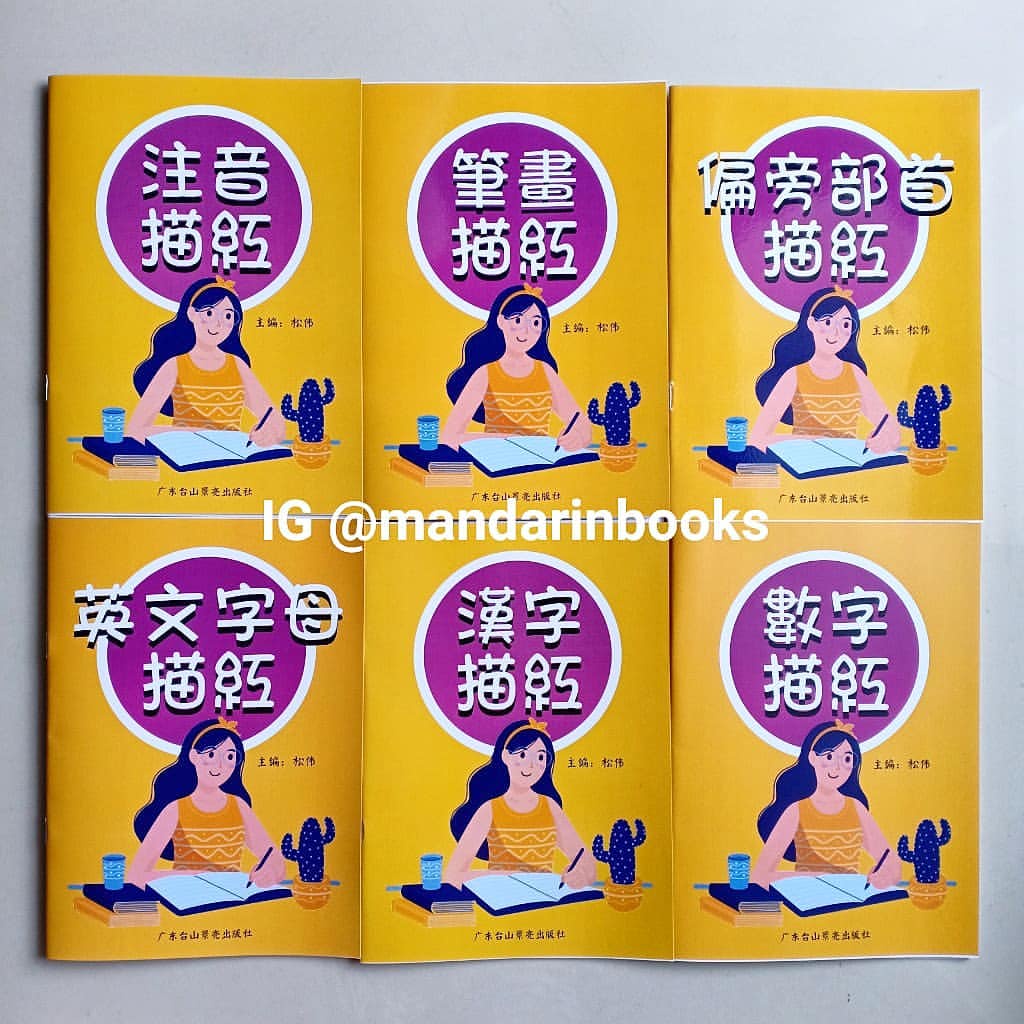 注音
描紅
主编：松伟
广东台山景亮出版社
筆畫
描紅
主编：松伟
广东台山景亮出版社
偏旁部首
描紅
主编：松伟
广东台山景亮出版社
IG @mandarinbooks
英文字母
描紅
主编：松伟
广东台山景亮出版社
漢字
描紅
主编：松伟
广东台山景亮出版社
數字
描紅
主编：松伟
广东台山景亮出版社